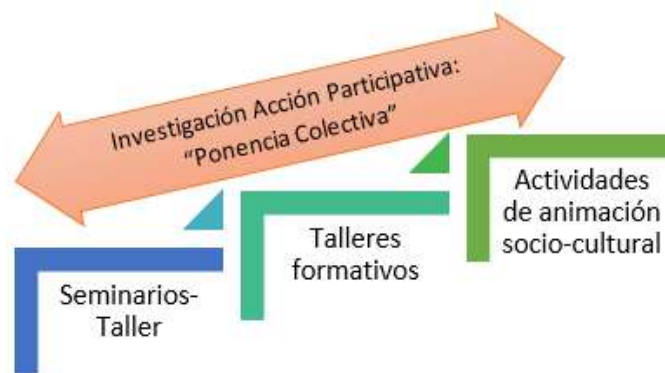 Investigación Acción Participativa:
“Ponencia Colectiva”
Seminarios-
Taller
Talleres
formativos
Actividades
de animación
socio-cultural